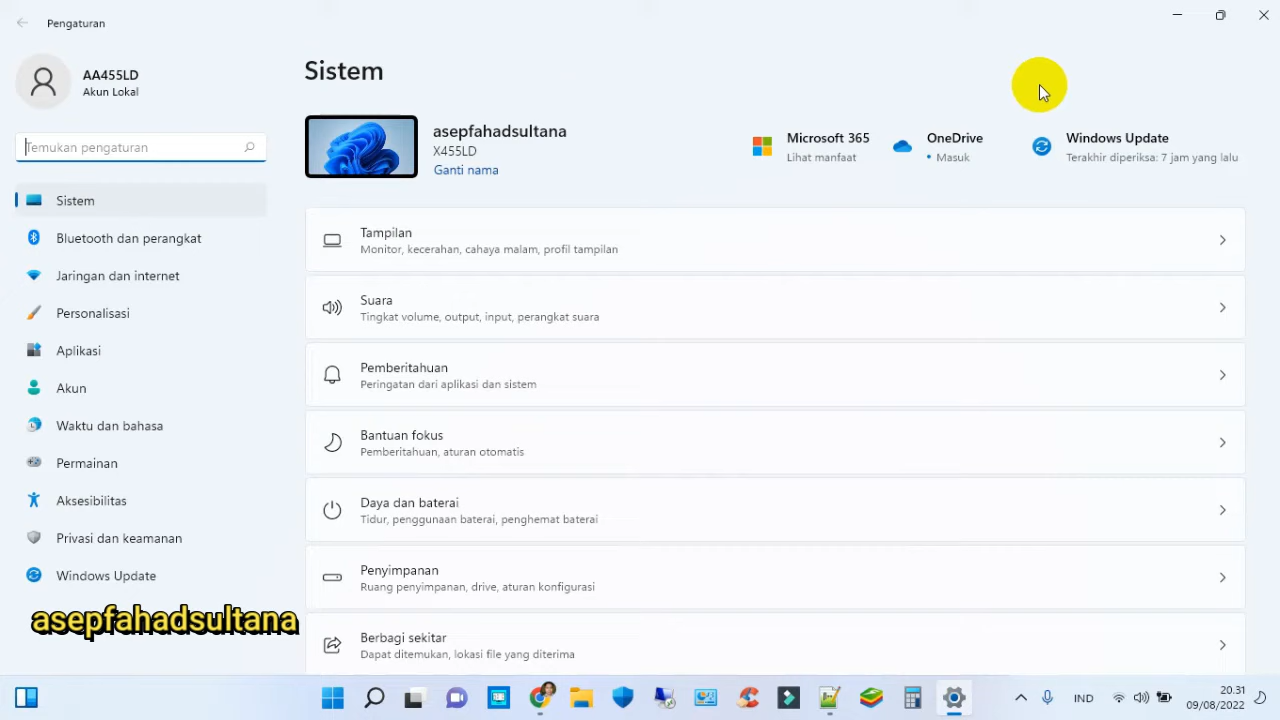 Pengaturan
AA455LD
Akun Lokal
Temukan pengaturan
Sistem
Bluetooth dan perangkat
Jaringan dan internet
Personalisasi
Aplikasi
Akun
Waktu dan bahasa
Permainan
Aksesibilitas
Privasi dan keamanan
Windows Update
asepfahadsultana
Sistem
asepfahadsultana
X455LD
Ganti nama
Microsoft 365
Lihat manfaat
OneDrive
• Masuk
Windows Update
Terakhir diperiksa: 7 jam yang lalu
Tampilan
Monitor, kecerahan, cahaya malam, profil tampilan
Suara
Tingkat volume, output, input, perangkat suara
Pemberitahuan
Peringatan dari aplikasi dan sistem
Bantuan fokus
Pemberitahuan, aturan otomatis
Daya dan baterai
Tidur, penggunaan baterai, penghemat baterai
Penyimpanan
Ruang penyimpanan, drive, aturan konfigurasi
Berbagi sekitar
Dapat ditemukan, lokasi file yang diterima
IND
20.31
09/08/2022